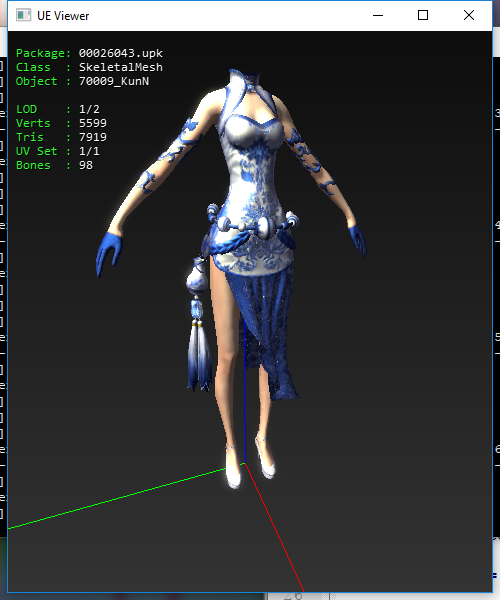 UE Viewer
Package: 00026043.upk
Class : SkeletalMesh
Object : 70009_KunN
LOD : 1/2
Verts : 5599
Tris : 7919
UV Set : 1/1
Bones : 98